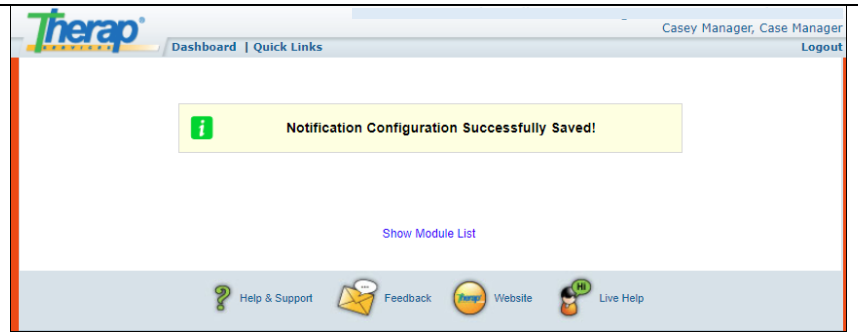 Therap
SERVICES
Casey Manager, Case Manager
Dashboard | Quick Links
Logout
i
Notification Configuration Successfully Saved!
Show Module List
? Help & Support
Feedback
Therap
Website
Hi
Live Help